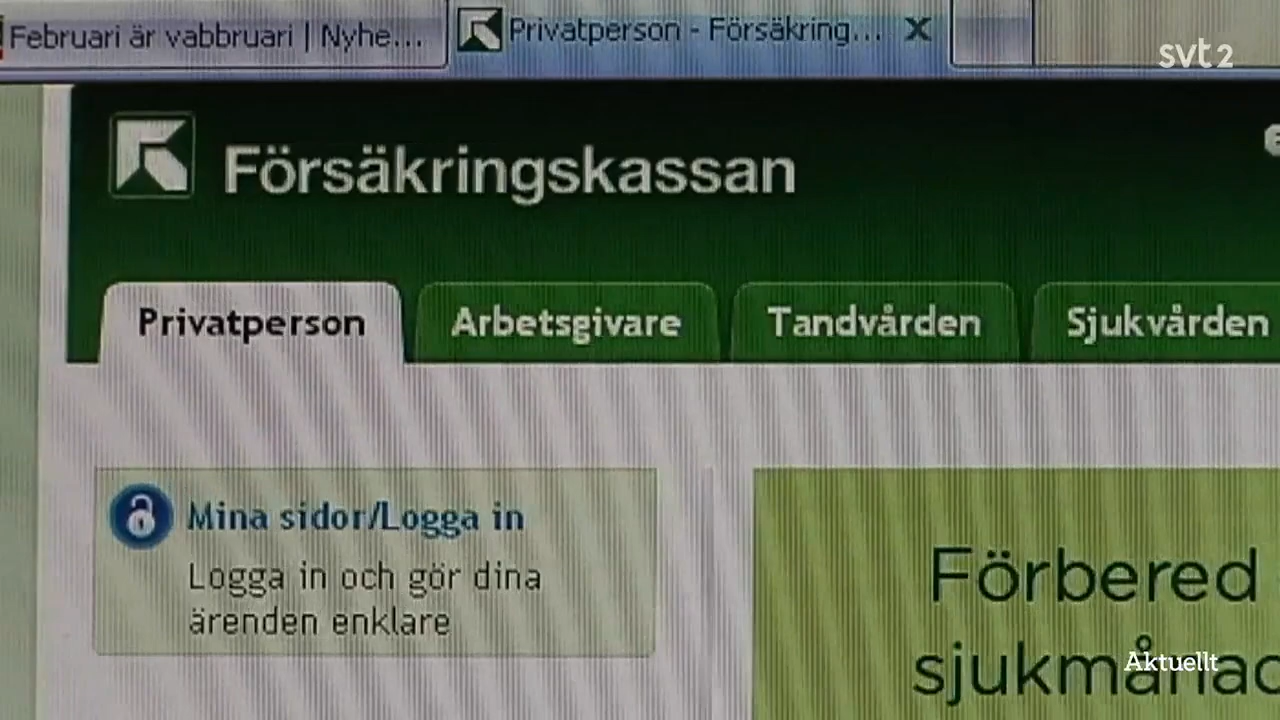 Februari är vabbruari | Nyhe...
Privatperson - Försäkring...
svt2
Försäkringskassan
Privatperson
Arbetsgivare
Tandvården
Sjukvården
Mina sidor/Logga in
Logga in och gör dina
ärenden enklare
Förbered
sjukmånad
Aktuellt